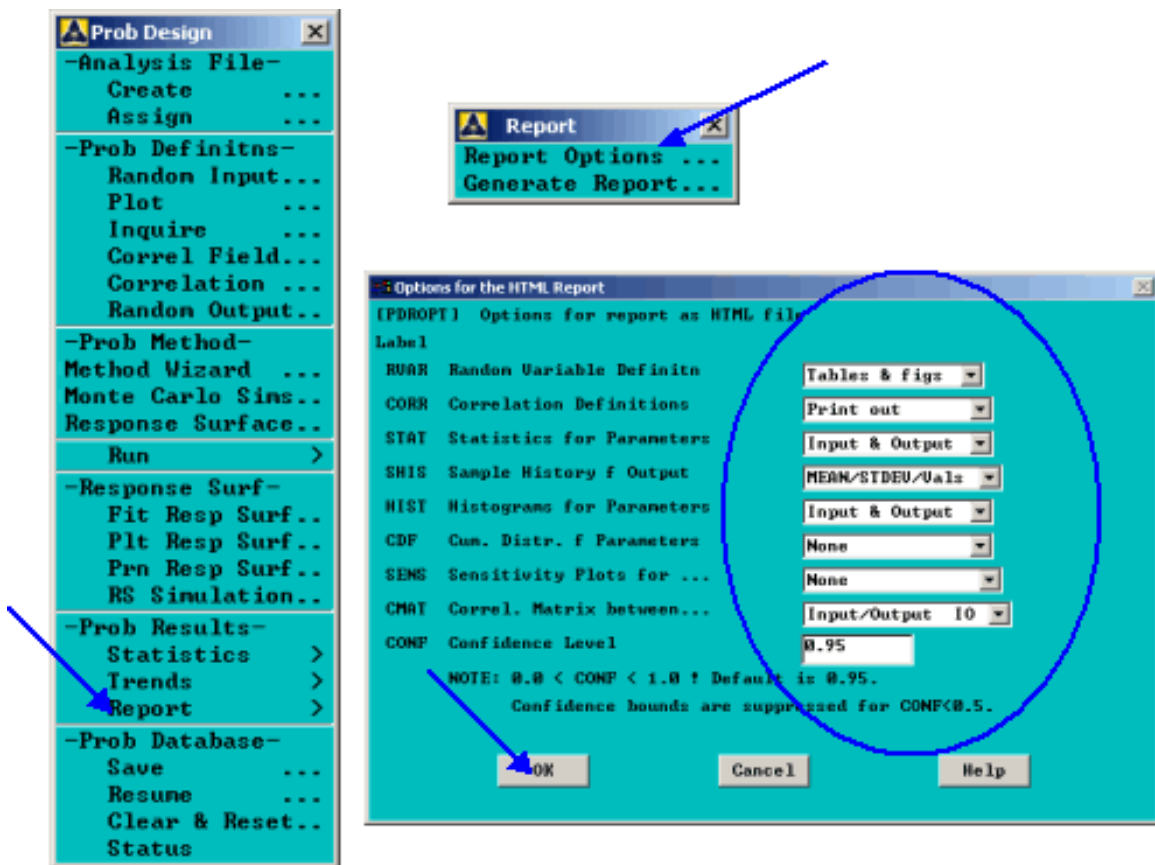 Prob Design
-Analysis File-
Create ...
Assign ...
-Prob Definitns-
Random Input...
Plot ...
Inquire ...
Correl Field...
Correlation ...
Random Output..
-Prob Method-
Method Wizard ...
Monte Carlo Sims..
Response Surface..
Run >
-Response Surf-
Fit Resp Surf..
Plt Resp Surf..
Prn Resp Surf..
RS Simulation..
-Prob Results-
Statistics >
Trends >
Report >
-Prob Database-
Save ...
Resume ...
Clear & Reset..
Status
Report
Report Options ...
Generate Report...
Options for the HTML Report
[PDROPT] Options for report as HTML file
Label
RVAR Random Variable Definitn Tables & figs
CORR Correlation Definitions Print out
STAT Statistics for Parameters Input & Output
SHIS Sample History f Output MEAN/STDEV/Vals
HIST Histograms for Parameters Input & Output
CDF Cum. Distr. f Parameters None
SENS Sensitivity Plots for ... None
CMAT Correl. Matrix between... Input/Output IO
CONF Confidence Level 0.95
NOTE: 0.0 < CONF < 1.0 ! Default is 0.95.
Confidence bounds are suppressed for CONF<0.5.
OK Cancel Help